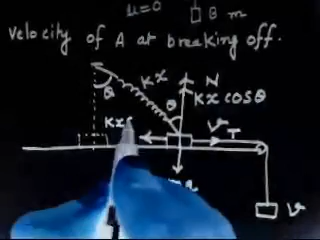 u=0
B m
Velocity of A at breaking off.
θ kx N
θ kx cosθ
kx
v T
v